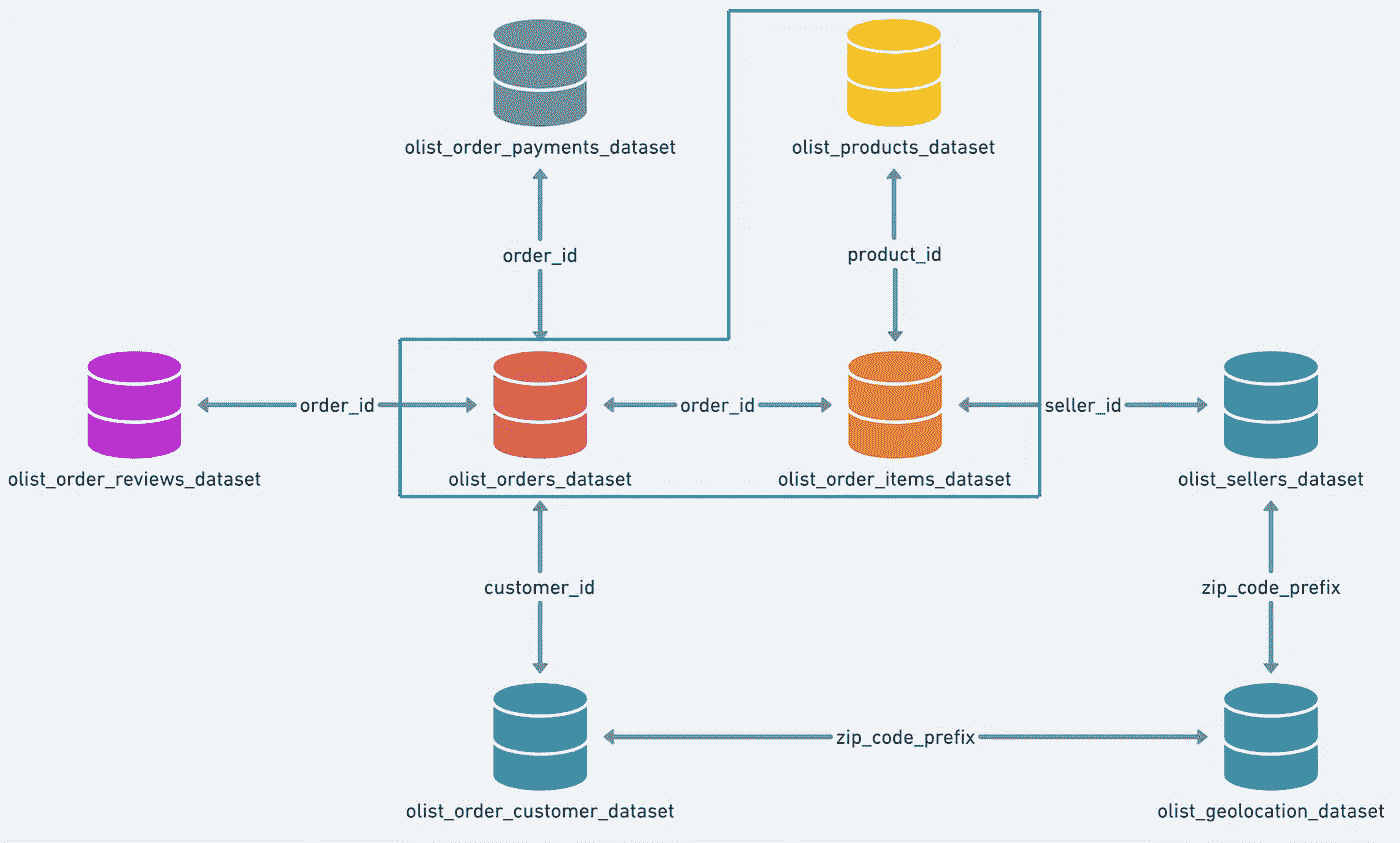 olist_order_payments_dataset
olist_products_dataset
order_id
product_id
order_id
order_id
seller_id
olist_order_reviews_dataset
olist_orders_dataset
olist_order_items_dataset
olist_sellers_dataset
customer_id
zip_code_prefix
zip_code_prefix
olist_order_customer_dataset
olist_geolocation_dataset